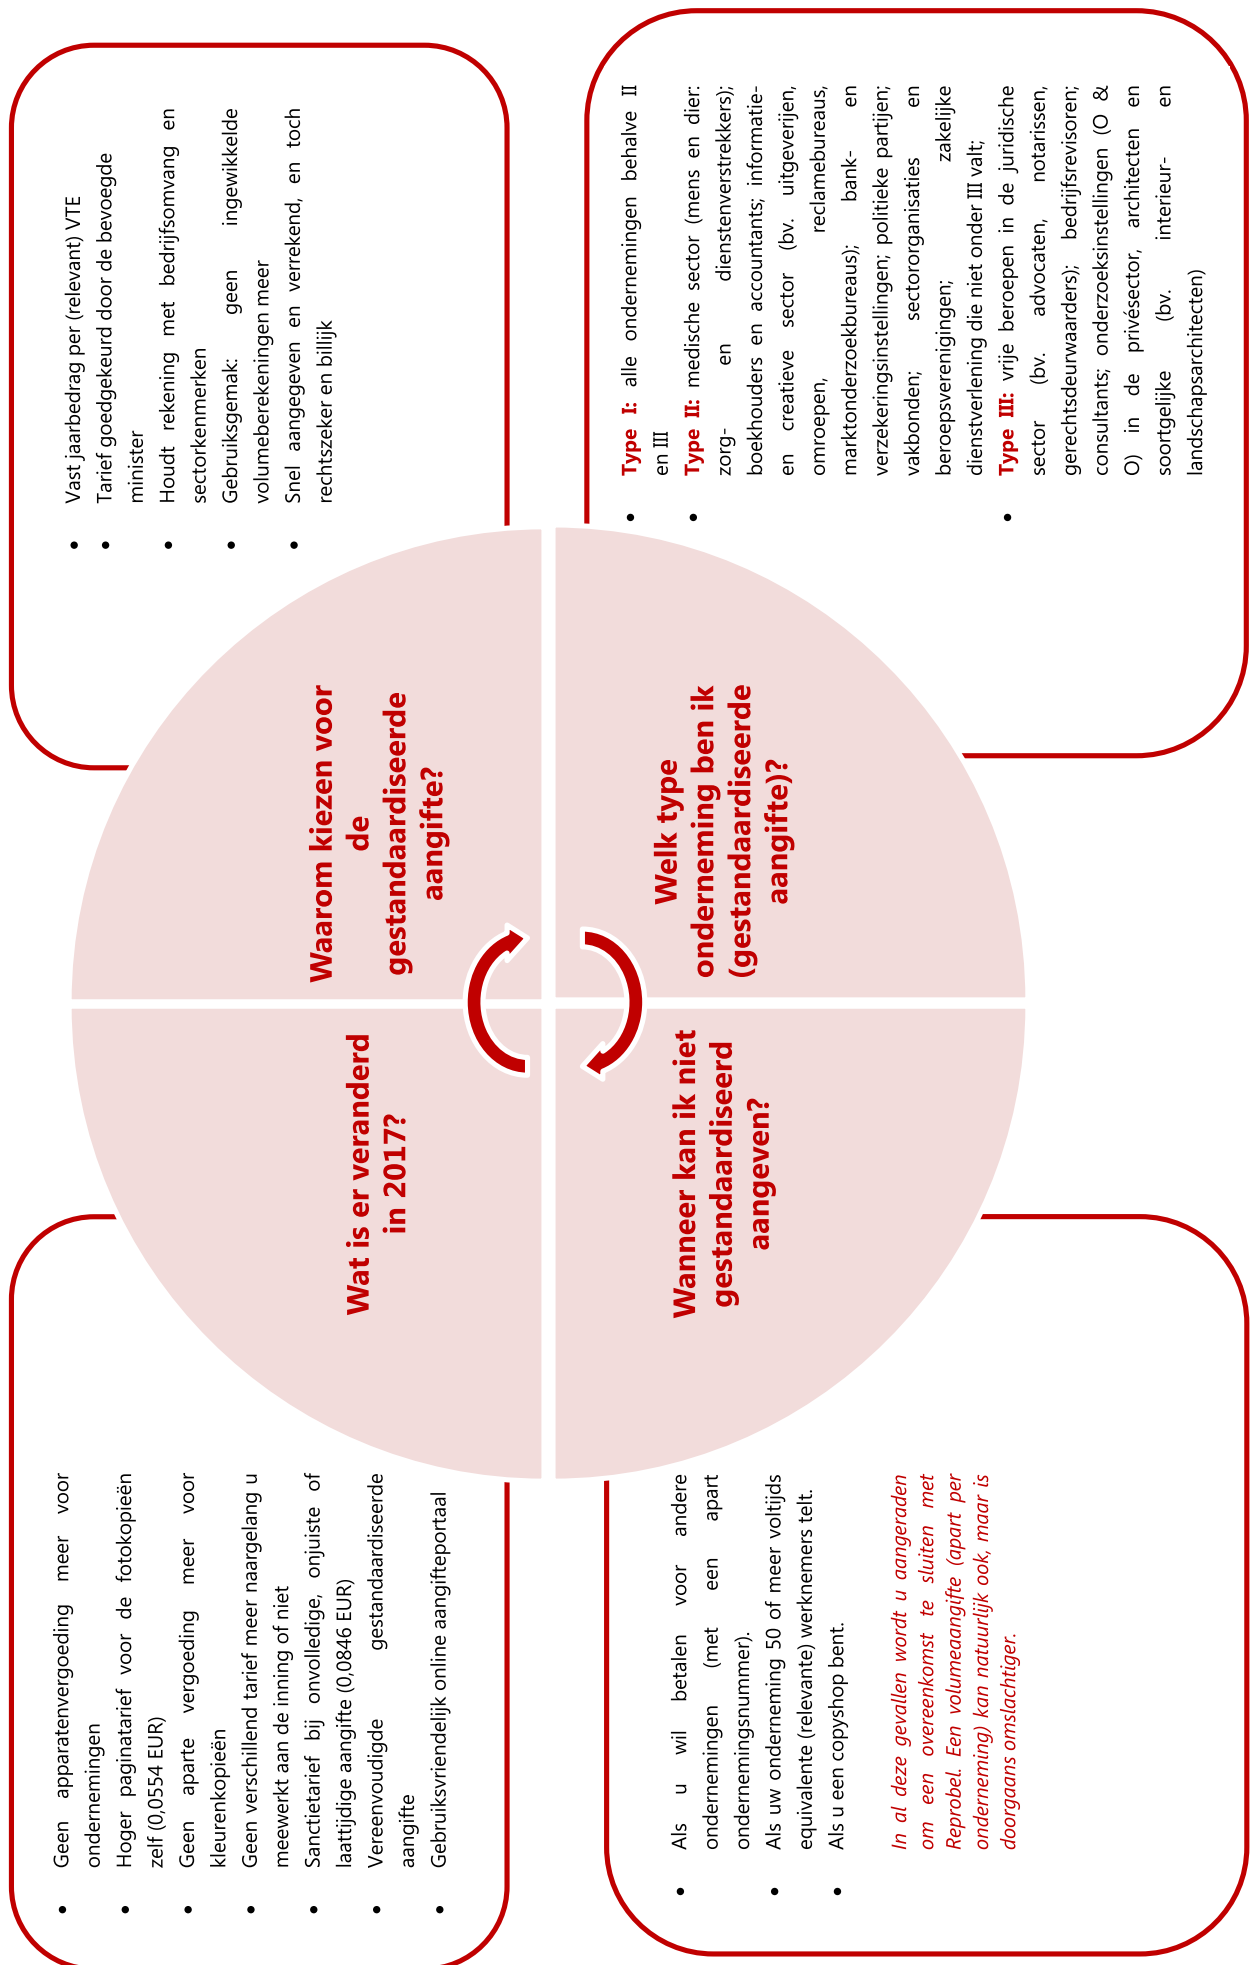 Geen apparatenvergoeding meer voor
ondernemingen
Hoger paginatarief voor de fotokopieën
zelf (0,0554 EUR)
Geen aparte vergoeding meer voor
kleurenkopieën
Geen verschillend tarief meer naargelang u
meewerkt aan de inning of niet
Sanctietarief bij onvolledige, onjuiste of
laattijdige aangifte (0,0846 EUR)
Vereenvoudigde gestandaardiseerde
aangifte
Gebruiksvriendelijk online aangifteportaal
Wat is er veranderd
in 2017?
Waarom kiezen voor
de
gestandaardiseerde
aangifte?
Vast jaarbedrag per (relevant) VTE
Tarief goedgekeurd door de bevoegde
minister
Houdt rekening met bedrijfsomvang en
sectorkenmerken
Gebruiksgemak: geen ingewikkelde
volumeberekeningen meer
Snel aangegeven en verrekend, en toch
rechtszeker en billijk
Als u wil betalen voor andere
ondernemingen (met een apart
ondernemingsnummer).
Als uw onderneming 50 of meer voltijds
equivalente (relevante) werknemers telt.
Als u een copyshop bent.
In al deze gevallen wordt u aangeraden
om een overeenkomst te sluiten met
Reprobel. Een volumeaangifte (apart per
onderneming) kan natuurlijk ook, maar is
doorgaans omslachtiger.
Wanneer kan ik niet
gestandaardiseerd
aangeven?
Welk type
onderneming ben ik
(gestandaardiseerde
aangifte)?
Type I: alle ondernemingen behalve II
en III
Type II: medische sector (mens en dier:
zorg- en dienstenverstrekkers);
boekhouders en accountants; informatie-
en creatieve sector (bv. uitgeverijen,
omroepen, reclamebureaus,
marktonderzoekbureaus); bank- en
verzekeringsinstellingen; politieke partijen;
vakbonden; sectororganisaties en
beroepsverenigingen; zakelijke
dienstverlening die niet onder III valt;
Type III: vrije beroepen in de juridische
sector (bv. advocaten, notarissen,
gerechtsdeurwaarders); bedrijfsrevisoren;
consultants; onderzoeksinstellingen (O &
O) in de privésector, architecten en
soortgelijke (bv. interieur- en
landschapsarchitecten)